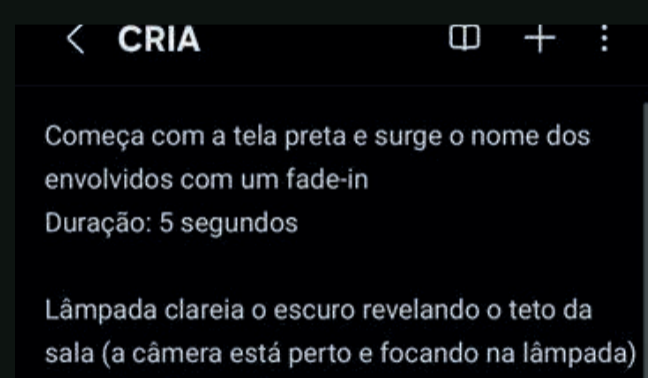 CRIA
Começa com a tela preta e surge o nome dos
envolvidos com um fade-in
Duração: 5 segundos
Lâmpada clareia o escuro revelando o teto da
sala (a câmera está perto e focando na lâmpada)